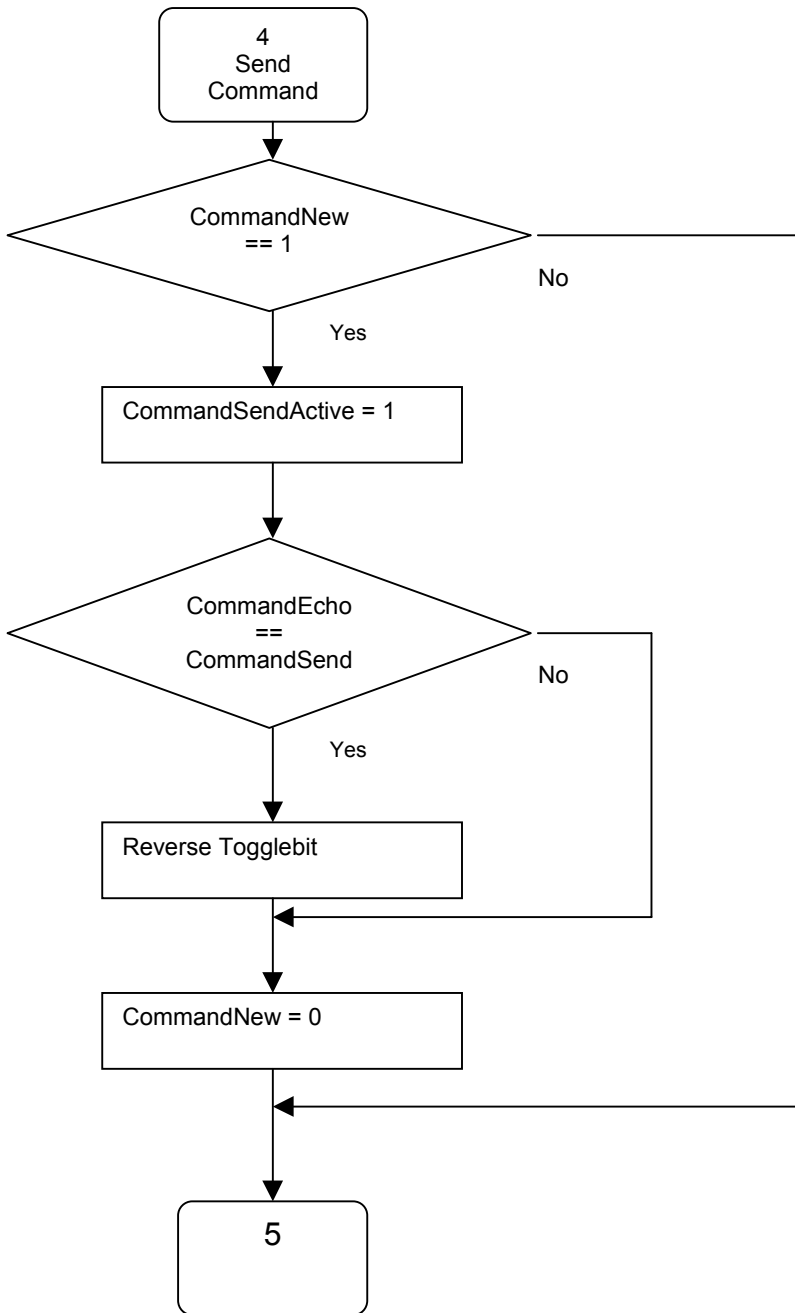 4
Send
Command
CommandNew
== 1
No
Yes
CommandSendActive = 1
CommandEcho
==
CommandSend
No
Yes
Reverse Togglebit
CommandNew = 0
5